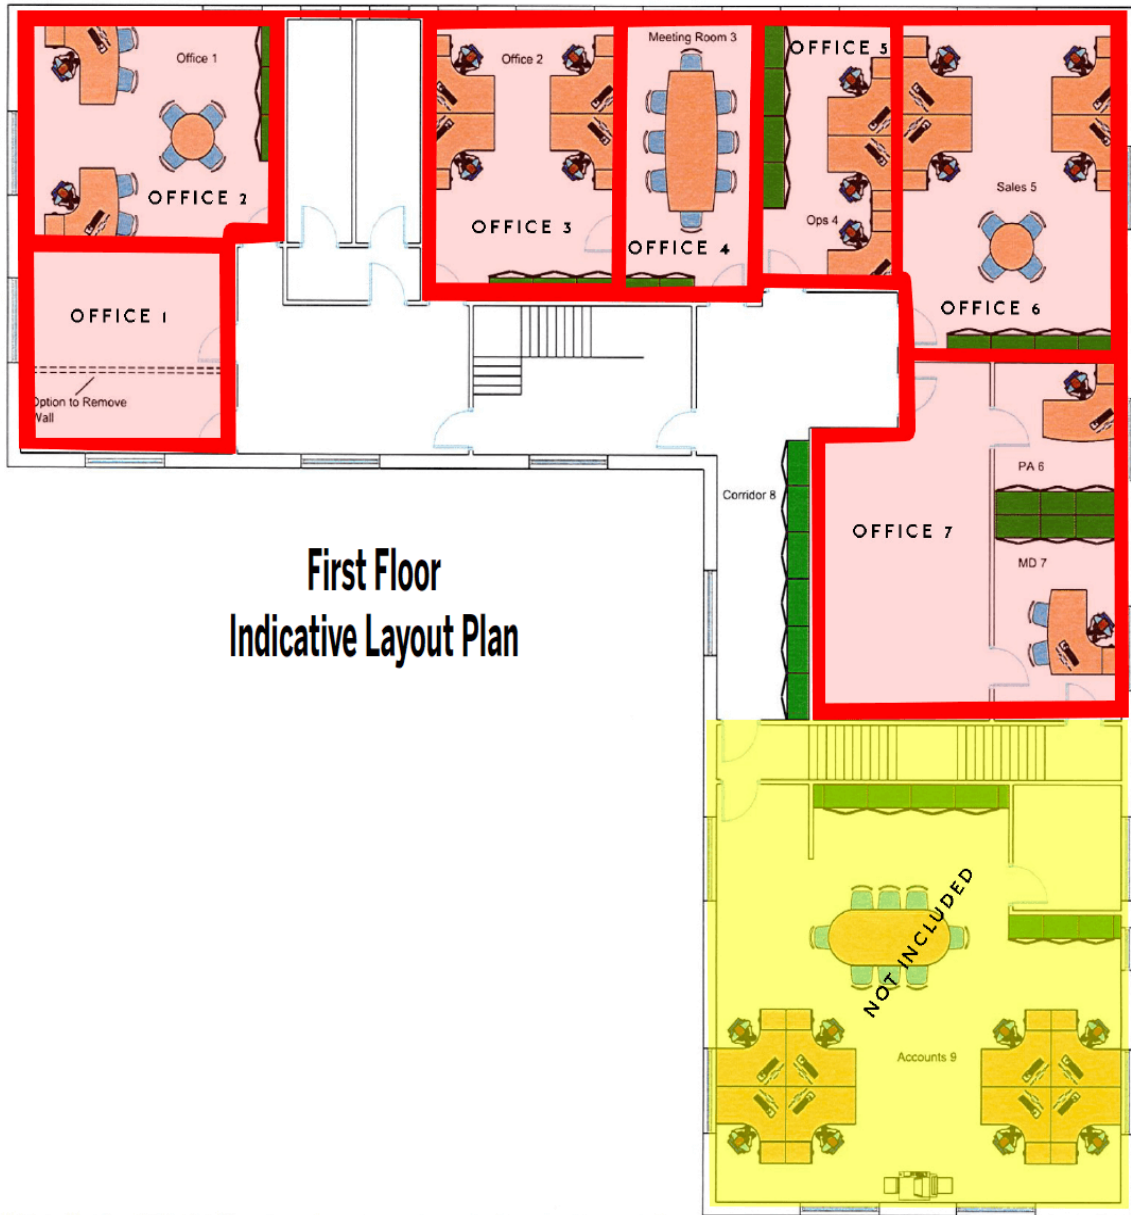 Office 1
OFFICE 2
Office 2
OFFICE 3
Meeting Room 3
OFFICE 4
OFFICE 5
Ops 4
Sales 5
OFFICE 6
OFFICE 1
Option to Remove
Wall
PA 6
Corridor 8
OFFICE 7
MD 7
First Floor
Indicative Layout Plan
NOT INCLUDED
Accounts 9